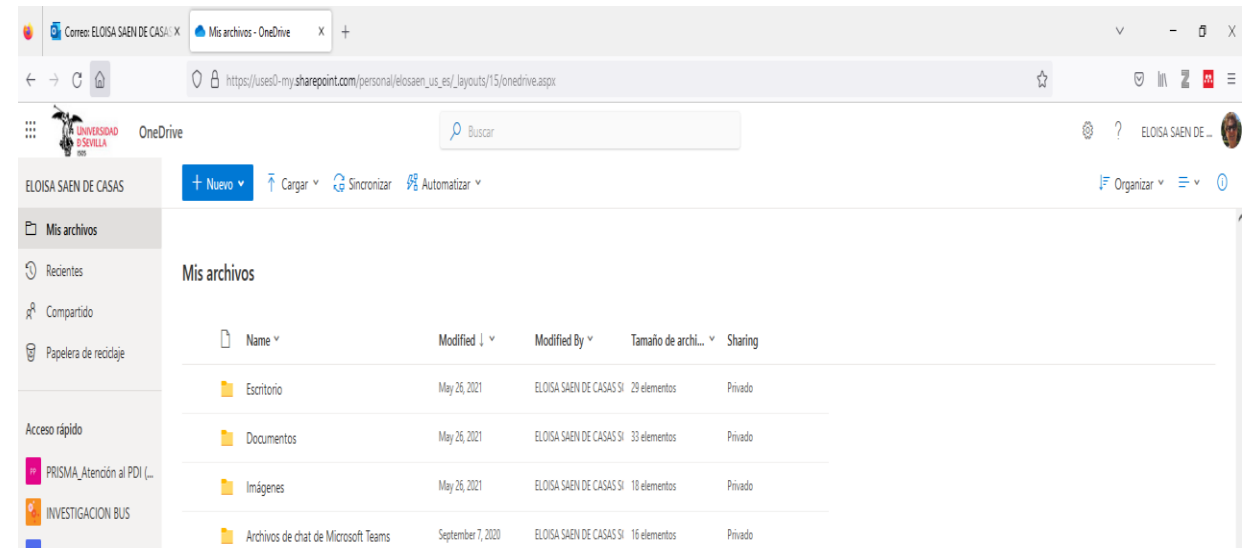 Correo: ELOISA SAEN DE CASAS
Mis archivos - OneDrive
https://uses0-my.sharepoint.com/personal/elosaen_us_es/_layouts/15/onedrive.aspx
UNIVERSIDAD
D SEVILLA
1505
OneDrive
Buscar
ELOISA SAEN DE ...
ELOISA SAEN DE CASAS
+ Nuevo
Cargar
Sincronizar
Automatizar
Organizar
Mis archivos
Recientes
Compartido
Papelera de reciclaje
Acceso rápido
PP
PRISMA_Atención al PDI (...
INVESTIGACION BUS
Mis archivos
Name Modified ↓ Modified By Tamaño de archi... Sharing
Escritorio May 26, 2021 ELOISA SAEN DE CASAS S 29 elementos Privado
Documentos May 26, 2021 ELOISA SAEN DE CASAS S 33 elementos Privado
Imágenes May 26, 2021 ELOISA SAEN DE CASAS S 18 elementos Privado
Archivos de chat de Microsoft Teams September 7, 2020 ELOISA SAEN DE CASAS S 16 elementos Privado